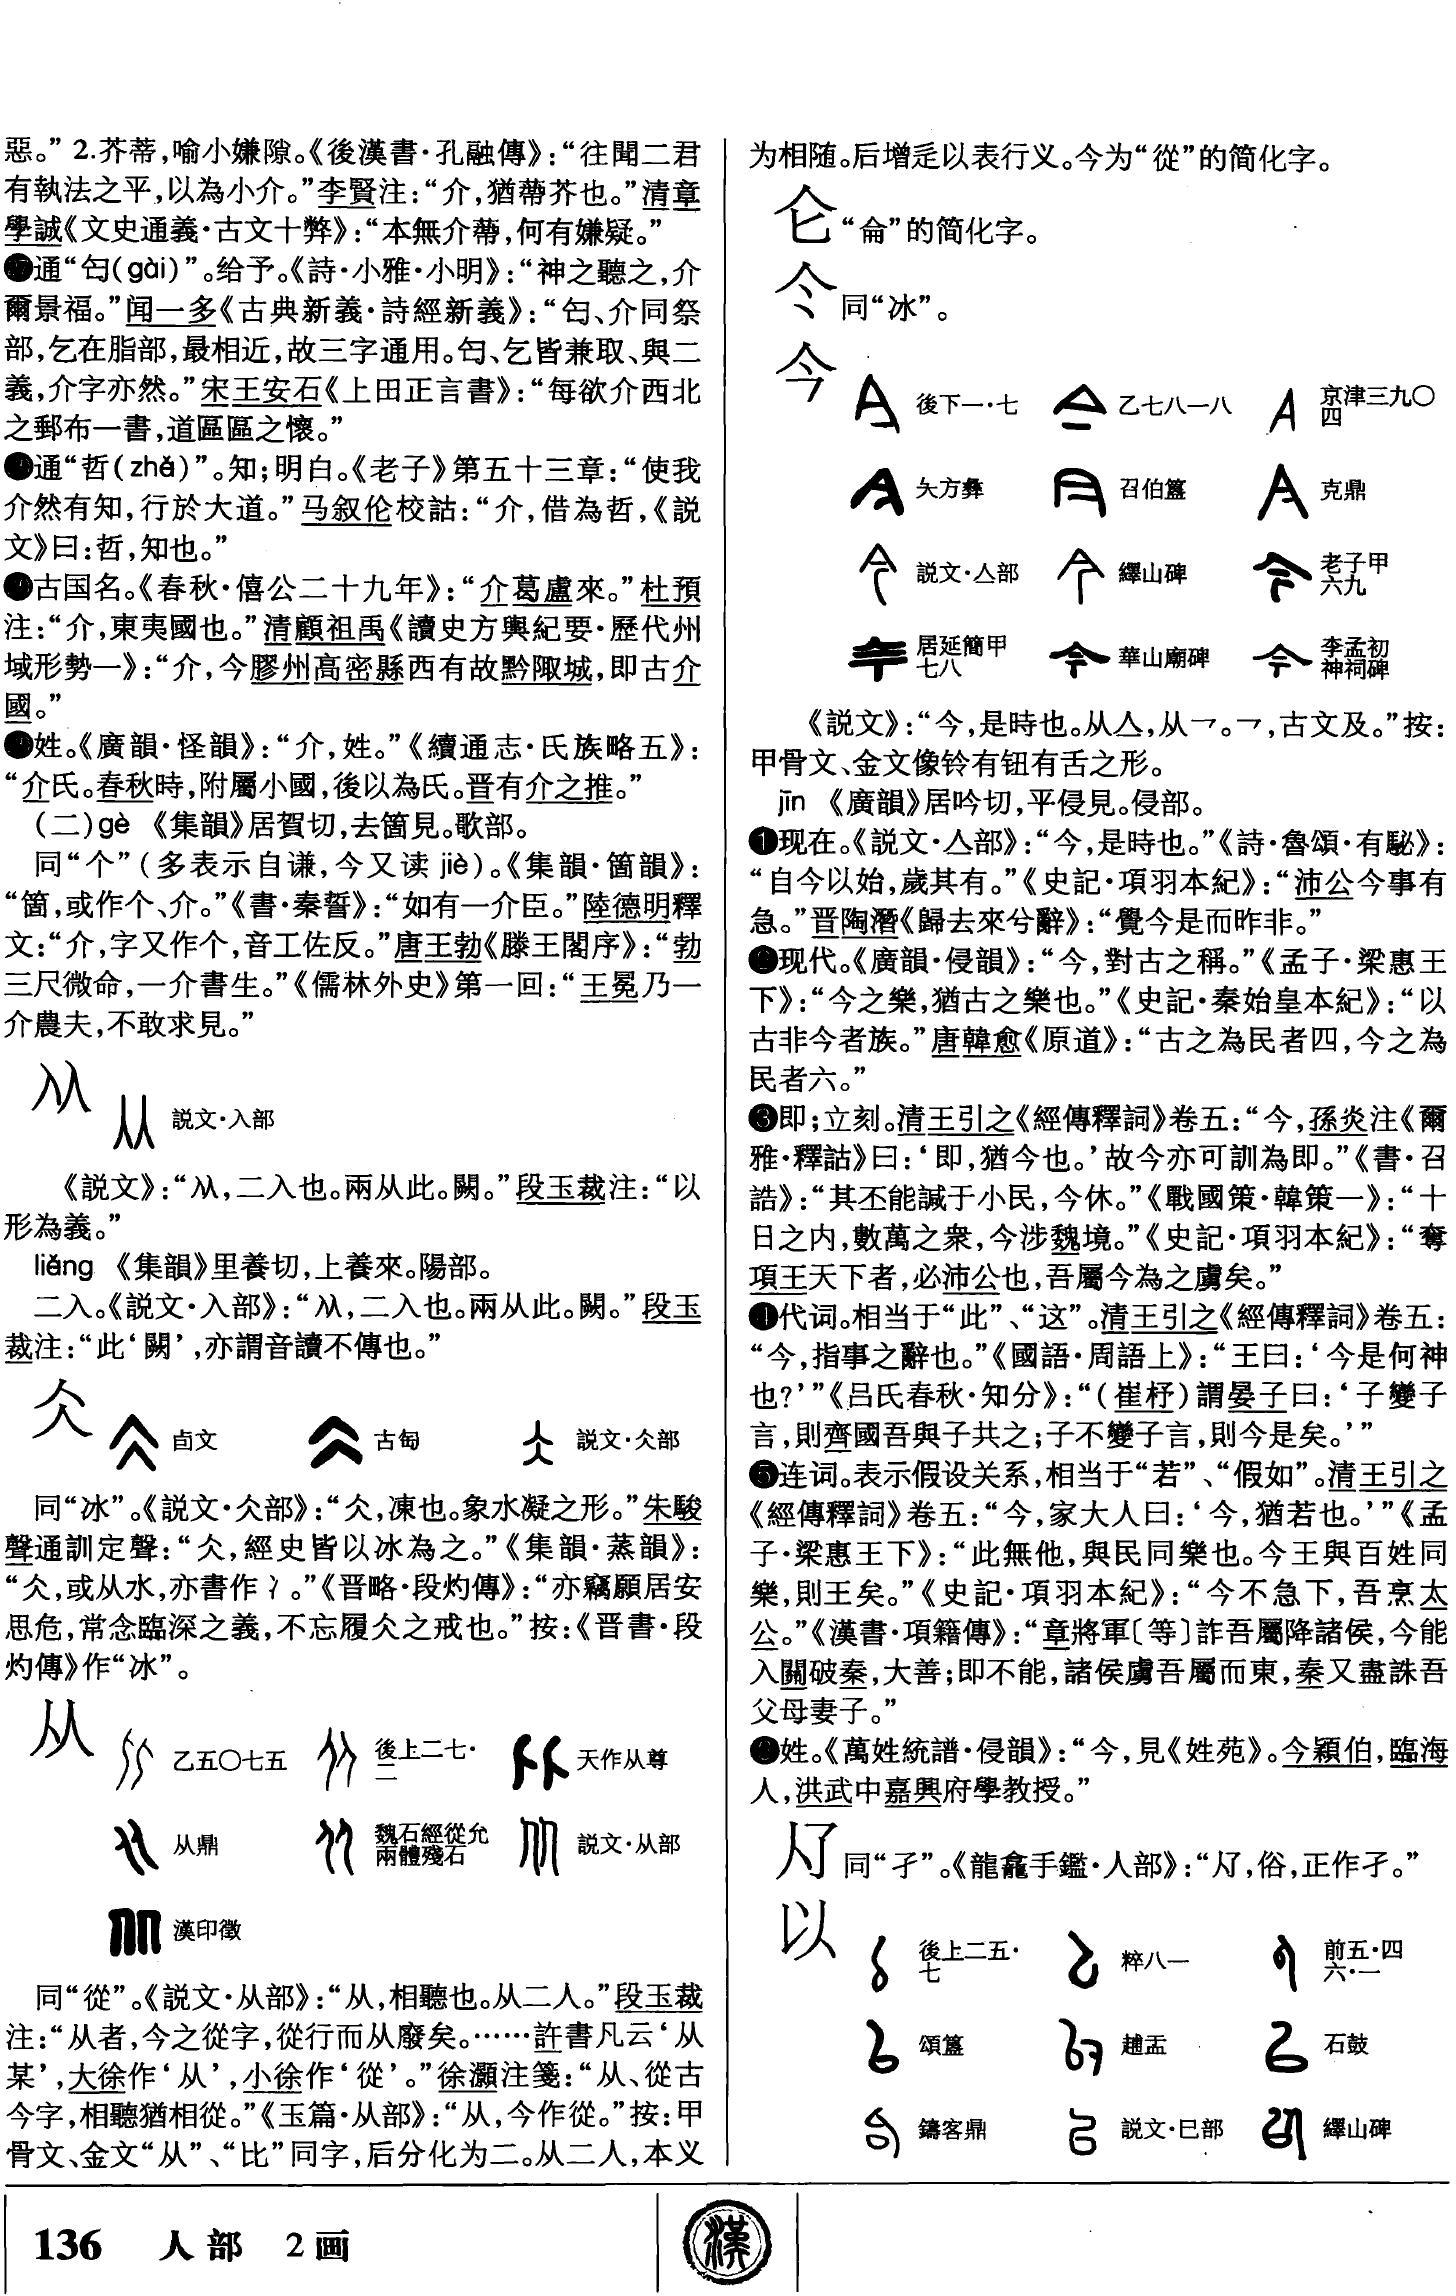 惡。” 2.芥蒂，喻小嫌隙。《後漢書·孔融傳》：“往聞二君
有執法之平，以為小介。”李賢注：“介，猶蔕芥也。”清章
學誠《文史通義·古文十弊》：“本無介蔕，何有嫌疑。”
通“匄(gài)”。给予。《詩·小雅·小明》：“神之聽之，介
爾景福。”闻一多《古典新義·詩經新義》：“匄、介同祭
部，乞在脂部，最相近，故三字通用。匄、乞皆兼取、與二
義，介字亦然。”宋王安石《上田正言書》：“每欲介西北
之郵布一書，道區區之懷。”
通“哲(zhé)”。知；明白。《老子》第五十三章：“使我
介然有知，行於大道。”马叙伦校詁：“介，借為哲，《説
文》曰：哲，知也。”
古国名。《春秋·僖公二十九年》：“介葛盧來。”杜預
注：“介，東夷國也。”清顧祖禹《讀史方輿紀要·歷代州
域形勢一》：“介，今膠州高密縣西有故黔陬城，即古介
國。”
姓。《廣韻·怪韻》：“介，姓。”《續通志·氏族略五》：
“介氏。春秋時，附屬小國，後以為氏。晋有介之推。”
(二)gè 《集韻》居賀切，去箇見。歌部。
同“个”(多表示自谦，今又读 jiè)。《集韻·箇韻》：
“箇，或作个、介。”《書·秦誓》：“如有一介臣。”陸德明釋
文：“介，字又作个，音工佐反。”唐王勃《滕王閣序》：“勃
三尺微命，一介書生。”《儒林外史》第一回：“王冕乃一
介農夫，不敢求見。”
𠓜 説文·入部
《説文》：“𠓜，二入也。兩从此。闕。”段玉裁注：“以
形為義。”
liǎng 《集韻》里養切，上養來。陽部。
二入。《説文·入部》：“𠓜，二入也。兩从此。闕。”段玉
裁注：“此‘闕’，亦謂音讀不傳也。”
仌 卣文 古匋 説文·仌部
同“冰”。《説文·仌部》：“仌，凍也。象水凝之形。”朱駿
聲通訓定聲：“仌，經史皆以冰為之。”《集韻·蒸韻》：
“仌，或从水，亦書作冫。”《晋略·段灼傳》：“亦竊願居安
思危，常念臨深之義，不忘履仌之戒也。”按：《晋書·段
灼傳》作“冰”。
从 乙五〇七五 後上二七·二 天作从尊
从鼎 魏石經從允兩體殘石 説文·从部
漢印徵
同“從”。《説文·从部》：“从，相聽也。从二人。”段玉裁
注：“从者，今之從字，從行而从廢矣。……許書凡云‘从
某’，大徐作‘从’，小徐作‘從’。”徐灝注箋：“从、從古
今字，相聽猶相從。”《玉篇·从部》：“从，今作從。”按：甲
骨文、金文“从”、“比”同字，后分化为二。从二人，本义
为相随。后增辵以表行义。今为“從”的简化字。
仑 “侖”的简化字。
仒 同“冰”。
今 後下一·七 乙七八一八 京津三九〇四
夨方彝 召伯簋 克鼎
説文·亼部 繹山碑 老子甲六九
居延簡甲七八 華山廟碑 李孟初神祠碑
《説文》：“今，是時也。从亼，从乛。乛，古文及。”按：
甲骨文、金文像铃有钮有舌之形。
jīn 《廣韻》居吟切，平侵見。侵部。
❶现在。《説文·亼部》：“今，是時也。”《詩·魯頌·有駜》：
“自今以始，歲其有。”《史記·項羽本紀》：“沛公今事有
急。”晋陶潛《歸去來兮辭》：“覺今是而昨非。”
❷现代。《廣韻·侵韻》：“今，對古之稱。”《孟子·梁惠王
下》：“今之樂，猶古之樂也。”《史記·秦始皇本紀》：“以
古非今者族。”唐韓愈《原道》：“古之為民者四，今之為
民者六。”
❸即；立刻。清王引之《經傳釋詞》卷五：“今，孫炎注《爾
雅·釋詁》曰：‘即，猶今也。’故今亦可訓為即。”《書·召
誥》：“其丕能諴于小民，今休。”《戰國策·韓策一》：“十
日之内，數萬之衆，今涉魏境。”《史記·項羽本紀》：“奪
項王天下者，必沛公也，吾屬今為之虜矣。”
❹代词。相当于“此”、“这”。清王引之《經傳釋詞》卷五：
“今，指事之辭也。”《國語·周語上》：“王曰：‘今是何神
也？’”《吕氏春秋·知分》：“(崔杼)謂晏子曰：‘子變子
言，則齊國吾與子共之；子不變子言，則今是矣。’”
❺连词。表示假设关系，相当于“若”、“假如”。清王引之
《經傳釋詞》卷五：“今，家大人曰：‘今，猶若也。’”《孟
子·梁惠王下》：“此無他，與民同樂也。今王與百姓同
樂，則王矣。”《史記·項羽本紀》：“今不急下，吾烹太
公。”《漢書·項籍傳》：“章將軍〔等〕詐吾屬降諸侯，今能
入關破秦，大善；即不能，諸侯虜吾屬而東，秦又盡誅吾
父母妻子。”
❻姓。《萬姓統譜·侵韻》：“今，見《姓苑》。今穎伯，臨海
人，洪武中嘉興府學教授。”
同“孑”。《龍龕手鑑·人部》：“，俗，正作孑。”
以 後上二五·七 粹八一 前五·四六·一
頌簋 趙盂 石鼓
鑄客鼎 説文·巳部 繹山碑
136 人部 2画
漢